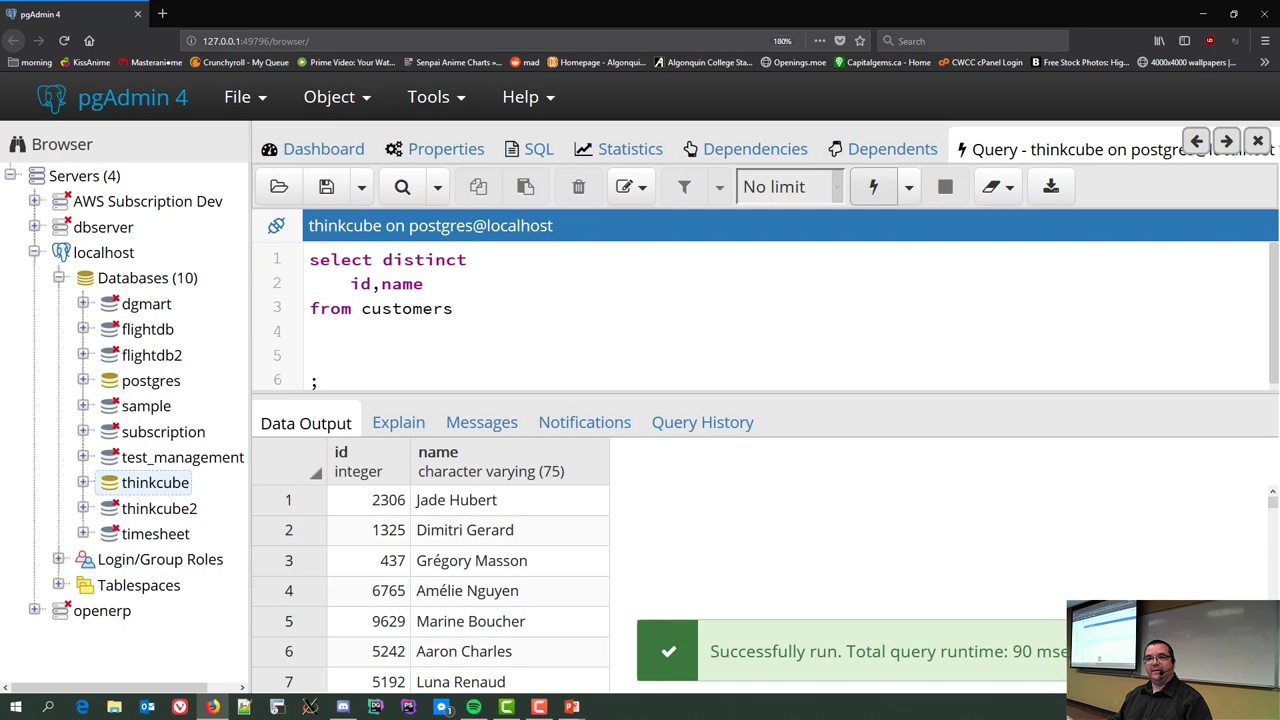 pgAdmin 4
127.0.0.1:49796/browser/
180%
Search
morning
KissAnime
Masterani•me
Crunchyroll - My Queue
Prime Video: Your Wat...
Senpai Anime Charts »...
mad
Homepage - Algonqui...
Algonquin College Sta...
Openings.moe
Capitalgems.ca - Home
CWCC cPanel Login
Free Stock Photos: Hig...
4000x4000 wallpapers |...
pgAdmin 4
File
Object
Tools
Help
Browser
Dashboard
Properties
SQL
Statistics
Dependencies
Dependents
Query - thinkcube on postgres@localhost
No limit
Servers (4)
AWS Subscription Dev
dbserver
localhost
Databases (10)
dgmart
flightdb
flightdb2
postgres
sample
subscription
test_management
thinkcube
thinkcube2
timesheet
Login/Group Roles
Tablespaces
openerp
thinkcube on postgres@localhost
1 select distinct
2 id,name
3 from customers
4
5
6 ;
Data Output
Explain
Messages
Notifications
Query History
id name
integer character varying (75)
1 2306 Jade Hubert
2 1325 Dimitri Gerard
3 437 Grégory Masson
4 6765 Amélie Nguyen
5 9629 Marine Boucher
6 5242 Aaron Charles
7 5192 Luna Renaud
Successfully run. Total query runtime: 90 mse